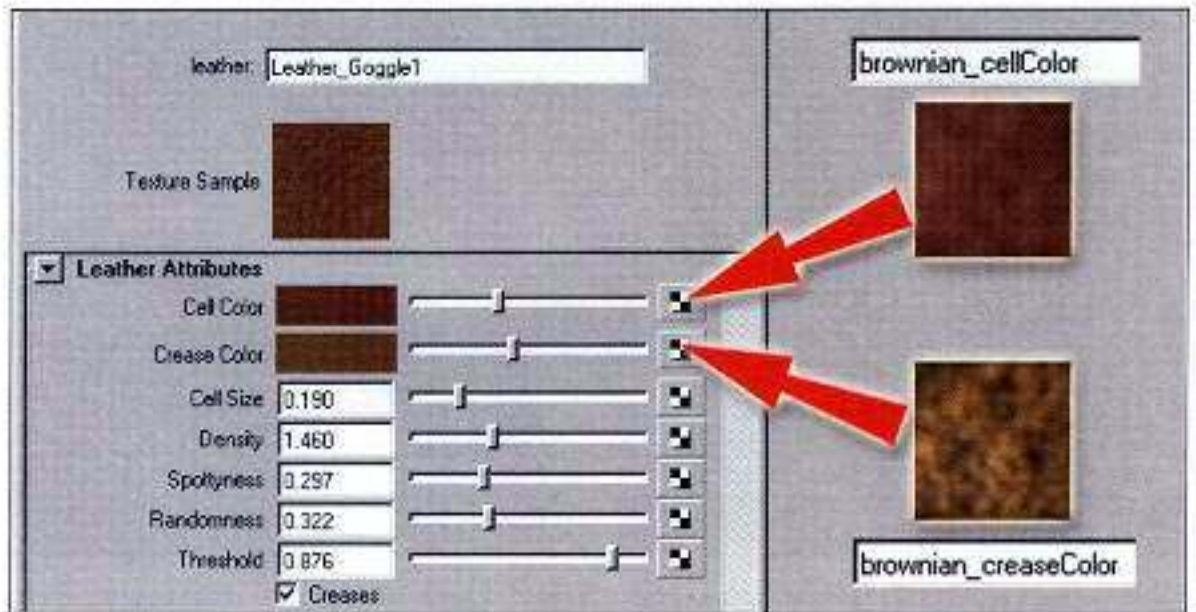 leather: Leather_Goggle1
brownian_cellColor
Texture Sample
Leather Attributes
Cell Color
Crease Color
Cell Size 0.190
Density 1.460
Spottyness 0.297
Randomness 0.322
Threshold 0.876
Creases
brownian_creaseColor